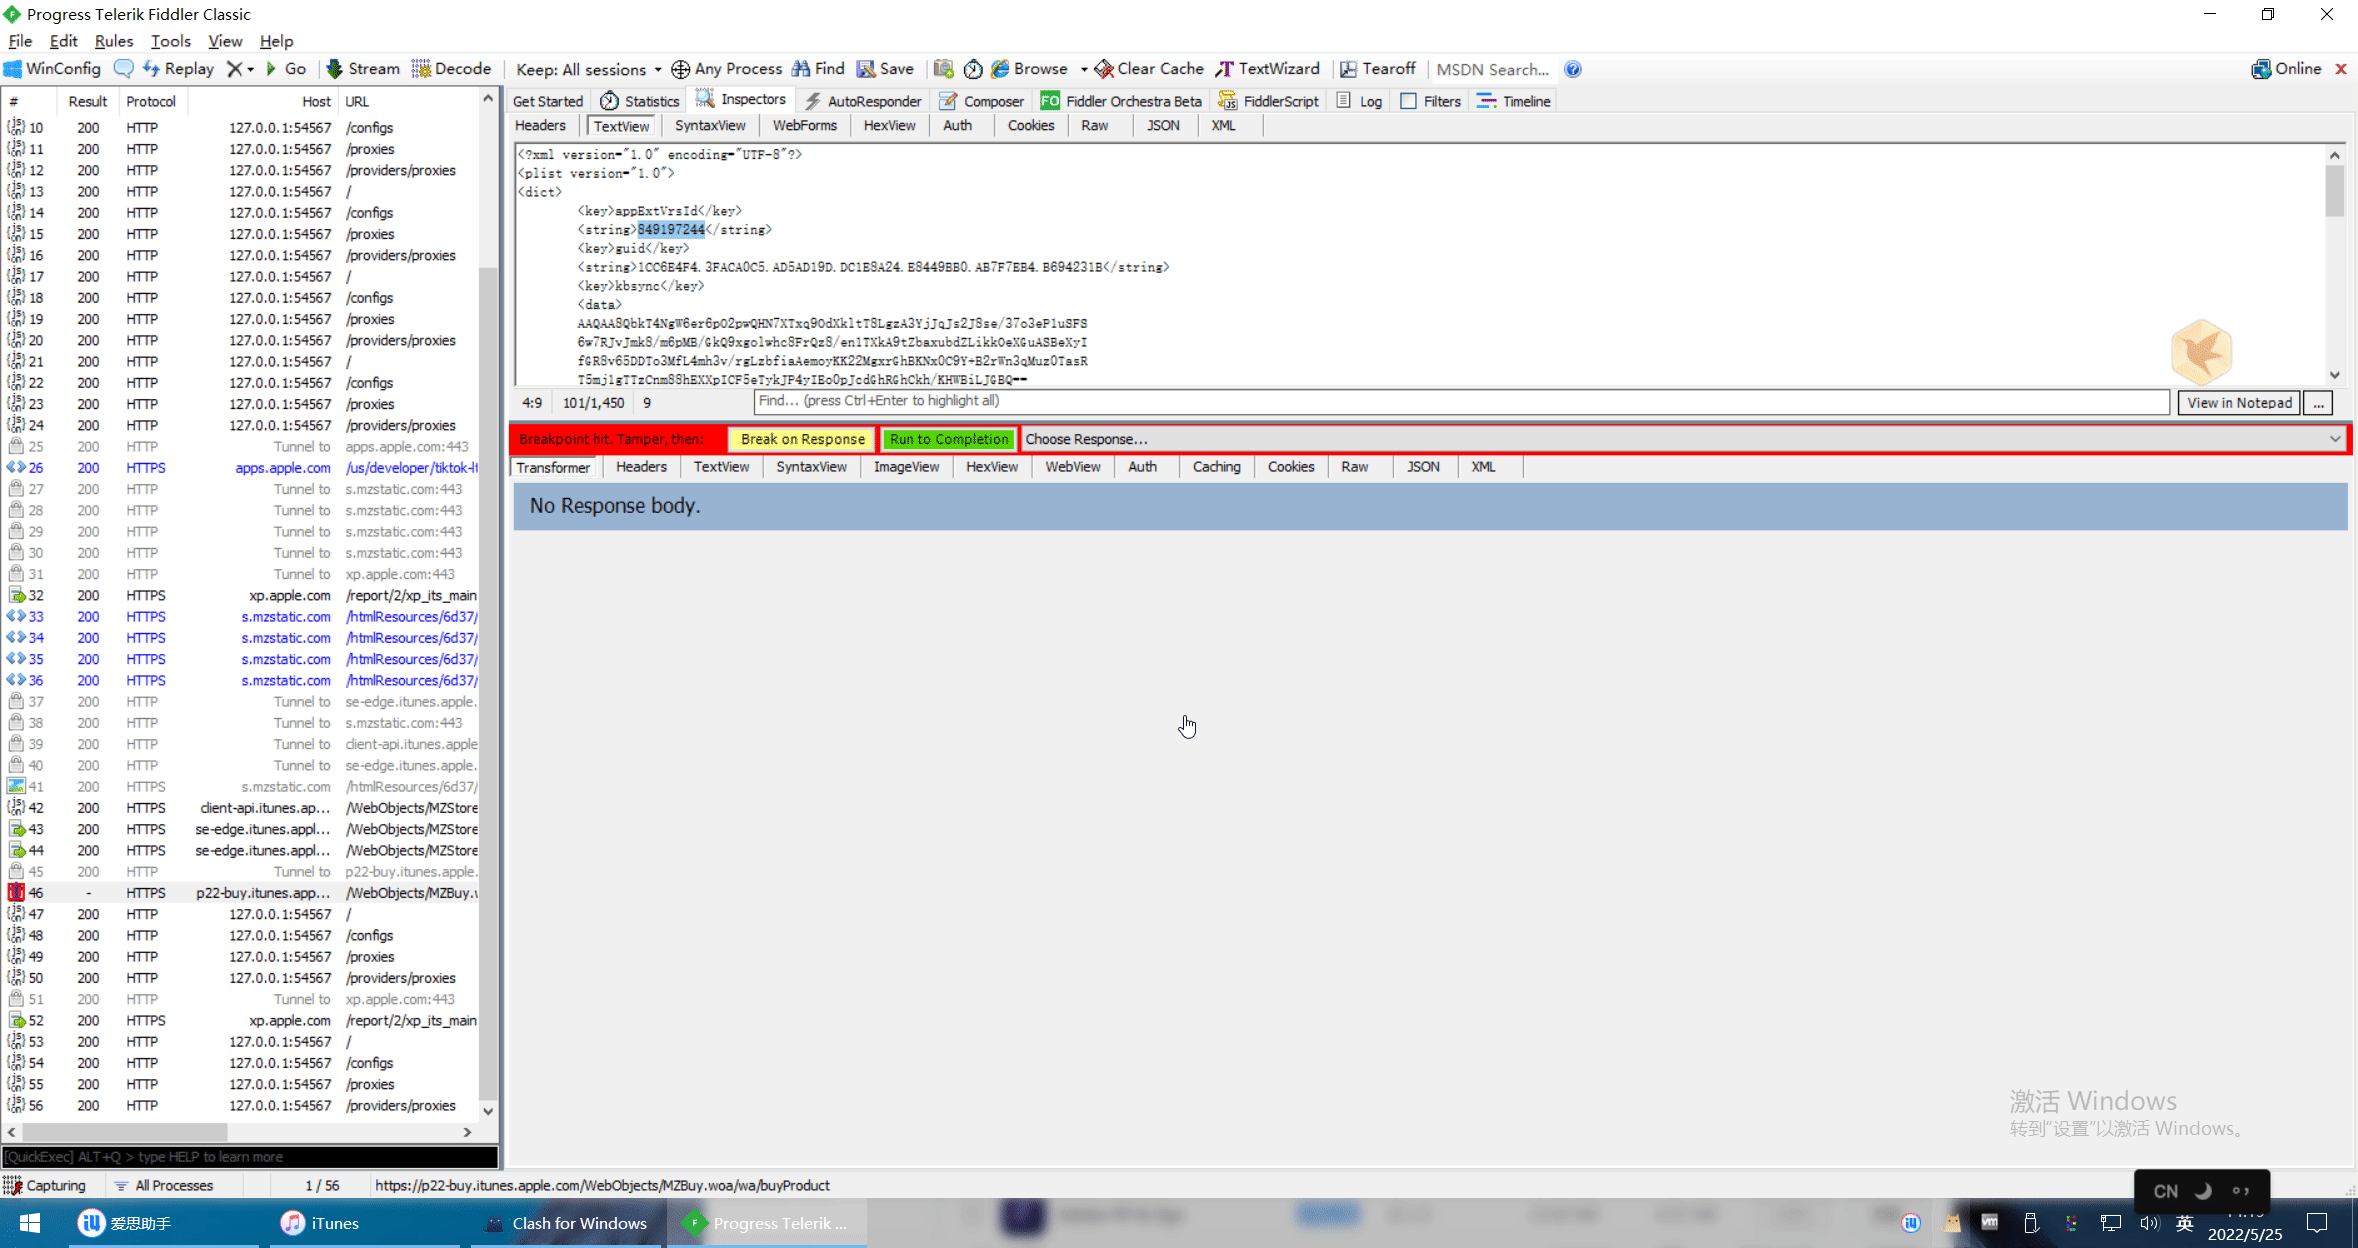 Progress Telerik Fiddler Classic
File Edit Rules Tools View Help
WinConfig Replay Go Stream Decode Keep: All sessions Any Process Find Save Browse Clear Cache TextWizard Tearoff MSDN Search... Online
# Result Protocol Host URL
10 200 HTTP 127.0.0.1:54567 /configs
11 200 HTTP 127.0.0.1:54567 /proxies
12 200 HTTP 127.0.0.1:54567 /providers/proxies
13 200 HTTP 127.0.0.1:54567 /
14 200 HTTP 127.0.0.1:54567 /configs
15 200 HTTP 127.0.0.1:54567 /proxies
16 200 HTTP 127.0.0.1:54567 /providers/proxies
17 200 HTTP 127.0.0.1:54567 /
18 200 HTTP 127.0.0.1:54567 /configs
19 200 HTTP 127.0.0.1:54567 /proxies
20 200 HTTP 127.0.0.1:54567 /providers/proxies
21 200 HTTP 127.0.0.1:54567 /
22 200 HTTP 127.0.0.1:54567 /configs
23 200 HTTP 127.0.0.1:54567 /proxies
24 200 HTTP 127.0.0.1:54567 /providers/proxies
25 200 HTTP Tunnel to apps.apple.com:443
26 200 HTTPS apps.apple.com /us/developer/tiktok-lt
27 200 HTTP Tunnel to s.mzstatic.com:443
28 200 HTTP Tunnel to s.mzstatic.com:443
29 200 HTTP Tunnel to s.mzstatic.com:443
30 200 HTTP Tunnel to s.mzstatic.com:443
31 200 HTTP Tunnel to xp.apple.com:443
32 200 HTTPS xp.apple.com /report/2/xp_its_main
33 200 HTTPS s.mzstatic.com /htmlResources/6d37/
34 200 HTTPS s.mzstatic.com /htmlResources/6d37/
35 200 HTTPS s.mzstatic.com /htmlResources/6d37/
36 200 HTTPS s.mzstatic.com /htmlResources/6d37/
37 200 HTTP Tunnel to se-edge.itunes.apple.
38 200 HTTP Tunnel to s.mzstatic.com:443
39 200 HTTP Tunnel to client-api.itunes.apple
40 200 HTTP Tunnel to se-edge.itunes.apple.
41 200 HTTPS s.mzstatic.com /htmlResources/6d37/
42 200 HTTPS client-api.itunes.ap... /WebObjects/MZStore
43 200 HTTPS se-edge.itunes.appl... /WebObjects/MZStore
44 200 HTTPS se-edge.itunes.appl... /WebObjects/MZStore
45 200 HTTP Tunnel to p22-buy.itunes.apple.
46 - HTTPS p22-buy.itunes.app... /WebObjects/MZBuy.
47 200 HTTP 127.0.0.1:54567 /
48 200 HTTP 127.0.0.1:54567 /configs
49 200 HTTP 127.0.0.1:54567 /proxies
50 200 HTTP 127.0.0.1:54567 /providers/proxies
51 200 HTTP Tunnel to xp.apple.com:443
52 200 HTTPS xp.apple.com /report/2/xp_its_main
53 200 HTTP 127.0.0.1:54567 /
54 200 HTTP 127.0.0.1:54567 /configs
55 200 HTTP 127.0.0.1:54567 /proxies
56 200 HTTP 127.0.0.1:54567 /providers/proxies
[QuickExec] ALT+Q > type HELP to learn more
Get Started Statistics Inspectors AutoResponder Composer FO Fiddler Orchestra Beta FiddlerScript Log Filters Timeline
Headers TextView SyntaxView WebForms HexView Auth Cookies Raw JSON XML
<?xml version="1.0" encoding="UTF-8"?>
<plist version="1.0">
<dict>
<key>appExtVrsId</key>
<string>849197244</string>
<key>guid</key>
<string>1CC6E4F4.3FACA0C5.AD5AD19D.DC1E8A24.E8449BB0.AB7F7EB4.B694231B</string>
<key>kbsync</key>
<data>
AAQAA8QbkT4NgW6er6pO2pwQHN7XTxq9OdXkltT8LgzA3YjJqJs2J8se/37o3eP1uSFS
6w7RJvJmk8/m6pMB/GkQ9xgolwhc8FrQz8/en1TXkA9tZbaxubdZLikkOeXGuASBeXyI
fGR8v65DDTo3MfL4mh3v/rgLzbfiaAemoyKK22MgxrGhBKNx0C9Y+B2rWn3qMuz0TasR
T5mj1gTTzCnm88hEXXpICF5eTykJP4yIEo0pJcdGhRGhCkh/KHWBiLJGBQ==
4:9 101/1,450 9 Find... (press Ctrl+Enter to highlight all) View in Notepad ...
Breakpoint hit. Tamper, then: Break on Response Run to Completion Choose Response...
Transformer Headers TextView SyntaxView ImageView HexView WebView Auth Caching Cookies Raw JSON XML
No Response body.
激活 Windows
转到“设置”以激活 Windows。
Capturing All Processes 1 / 56 https://p22-buy.itunes.apple.com/WebObjects/MZBuy.woa/wa/buyProduct
CN
爱思助手 iTunes Clash for Windows Progress Telerik ... 英
2022/5/25